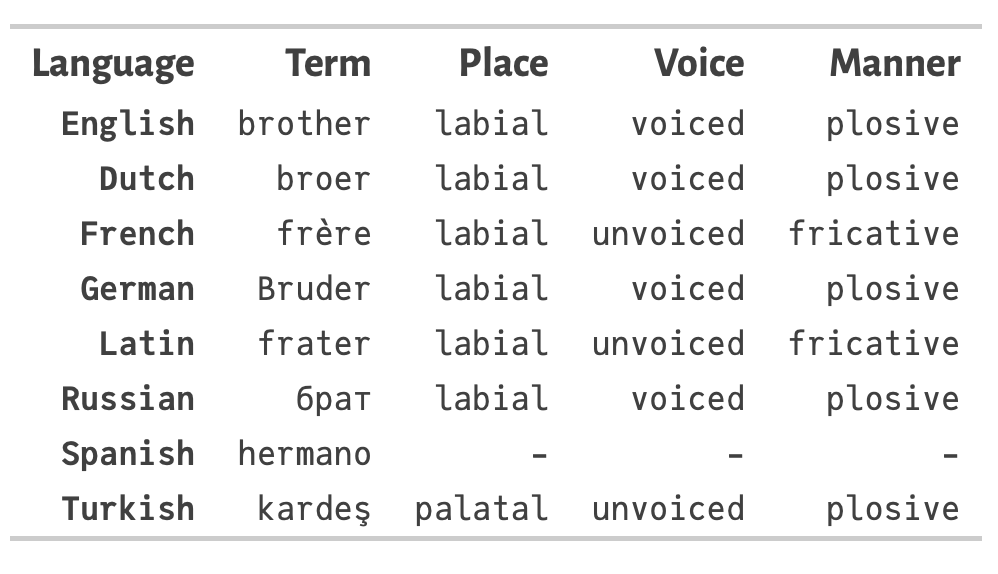 Language Term Place Voice Manner
English brother labial voiced plosive
Dutch broer labial voiced plosive
French frère labial unvoiced fricative
German Bruder labial voiced plosive
Latin frater labial unvoiced fricative
Russian брат labial voiced plosive
Spanish hermano – – –
Turkish kardeş palatal unvoiced plosive